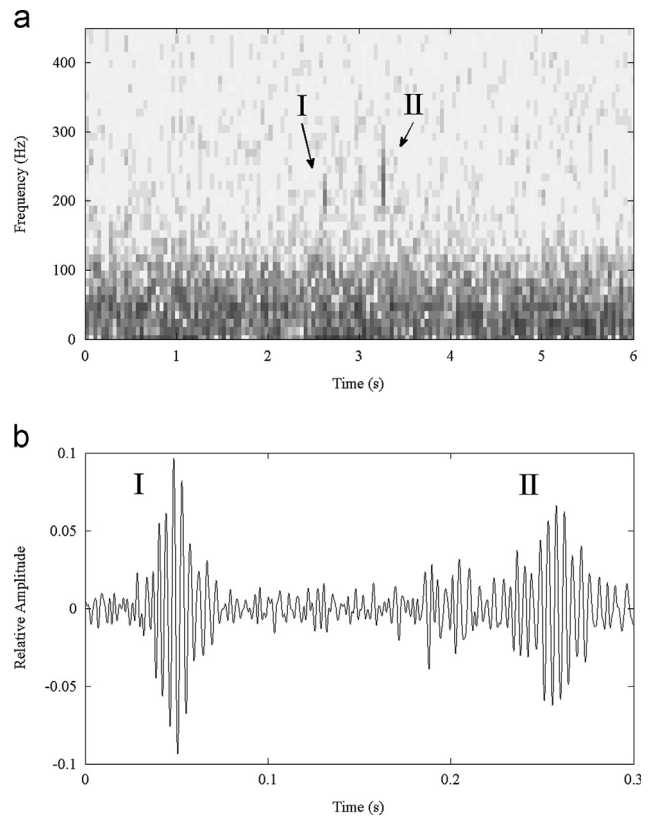 a
400
300
200
100
0
Frequency (Hz)
I
II
0 1 2 3 4 5 6
Time (s)
b
0.1
0.05
0
-0.05
-0.1
Relative Amplitude
I
II
0 0.1 0.2 0.3
Time (s)